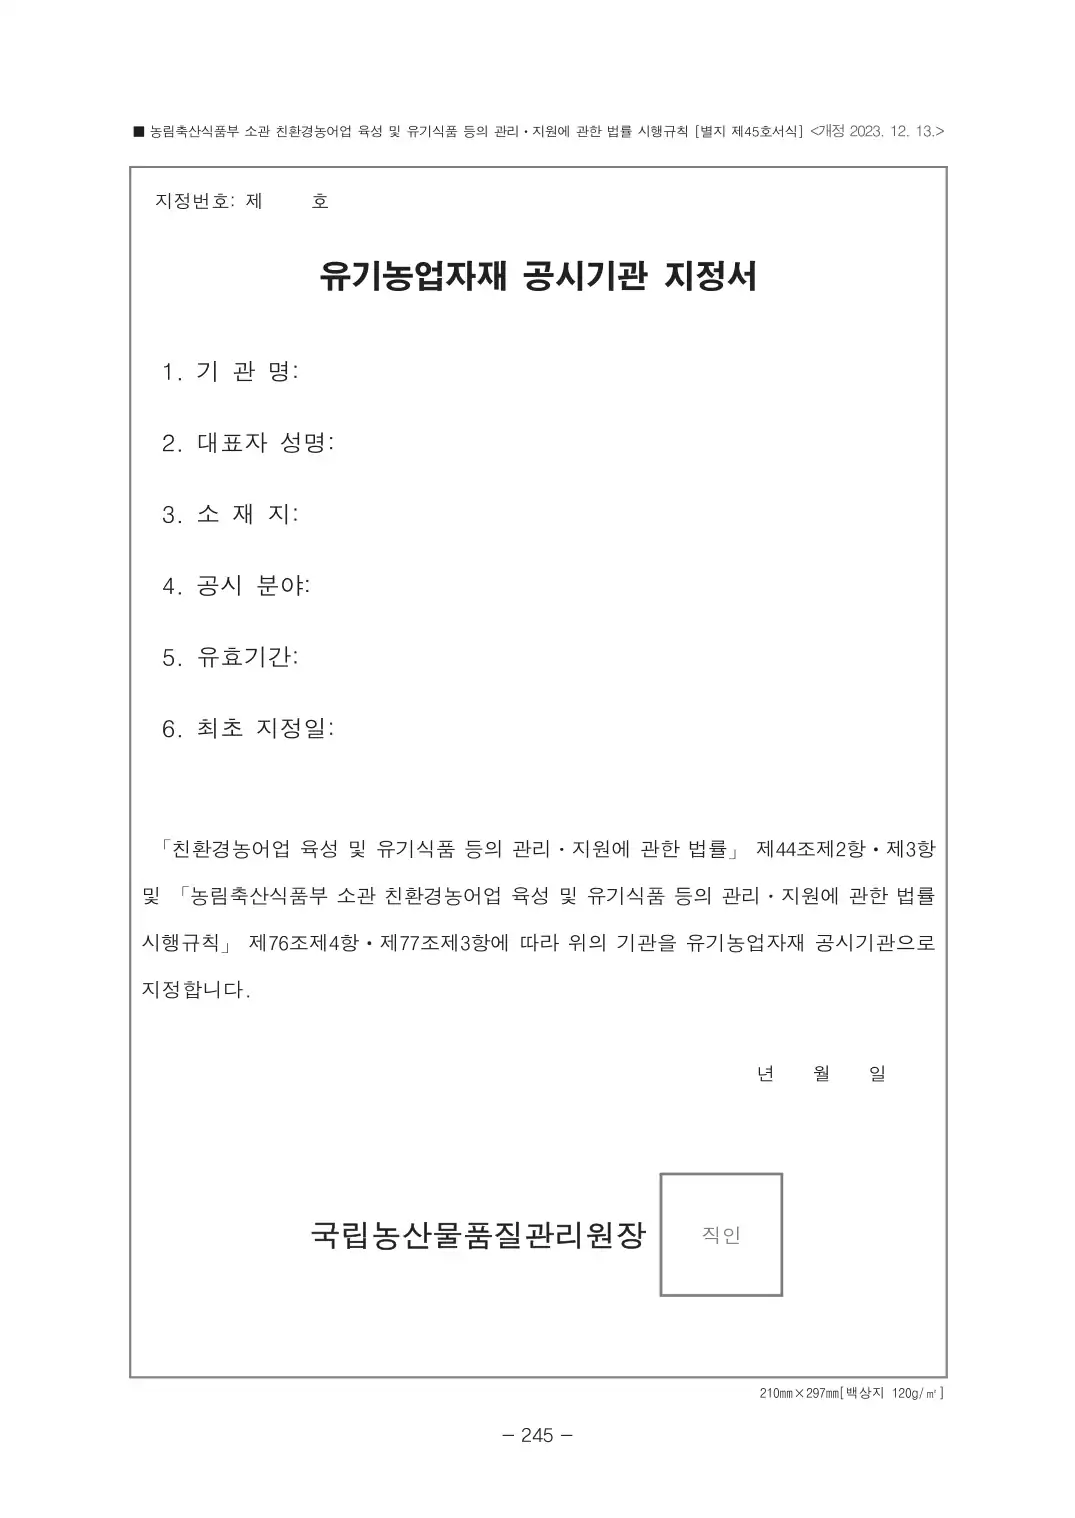 ■ 농림축산식품부 소관 친환경농어업 육성 및 유기식품 등의 관리ㆍ지원에 관한 법률 시행규칙 [별지 제45호서식] <개정 2023. 12. 13.>
지정번호: 제 호
유기농업자재 공시기관 지정서
1. 기 관 명:
2. 대표자 성명:
3. 소 재 지:
4. 공시 분야:
5. 유효기간:
6. 최초 지정일:
「친환경농어업 육성 및 유기식품 등의 관리ㆍ지원에 관한 법률」 제44조제2항ㆍ제3항
및 「농림축산식품부 소관 친환경농어업 육성 및 유기식품 등의 관리ㆍ지원에 관한 법률
시행규칙」 제76조제4항ㆍ제77조제3항에 따라 위의 기관을 유기농업자재 공시기관으로
지정합니다.
년 월 일
국립농산물품질관리원장 직인
210㎜×297㎜[백상지 120g/㎡]
- 245 -